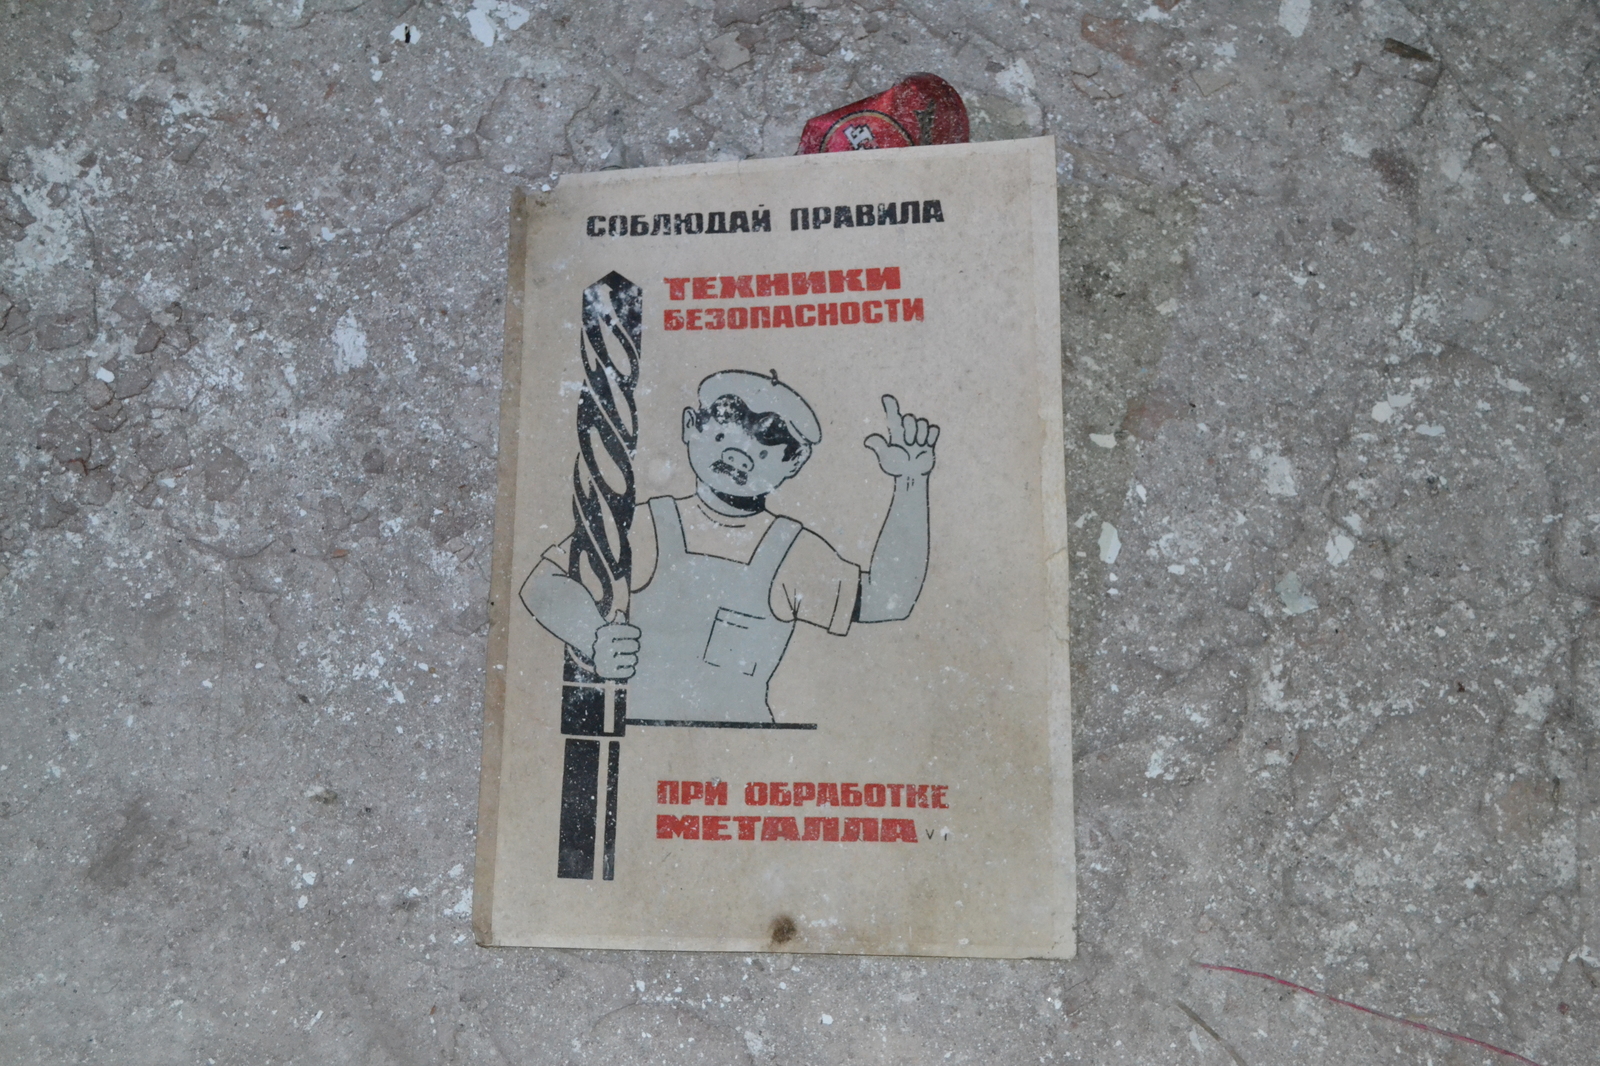 СОБЛЮДАЙ ПРАВИЛА
ТЕХНИКИ
БЕЗОПАСНОСТИ
ПРИ ОБРАБОТКЕ
МЕТАЛЛА